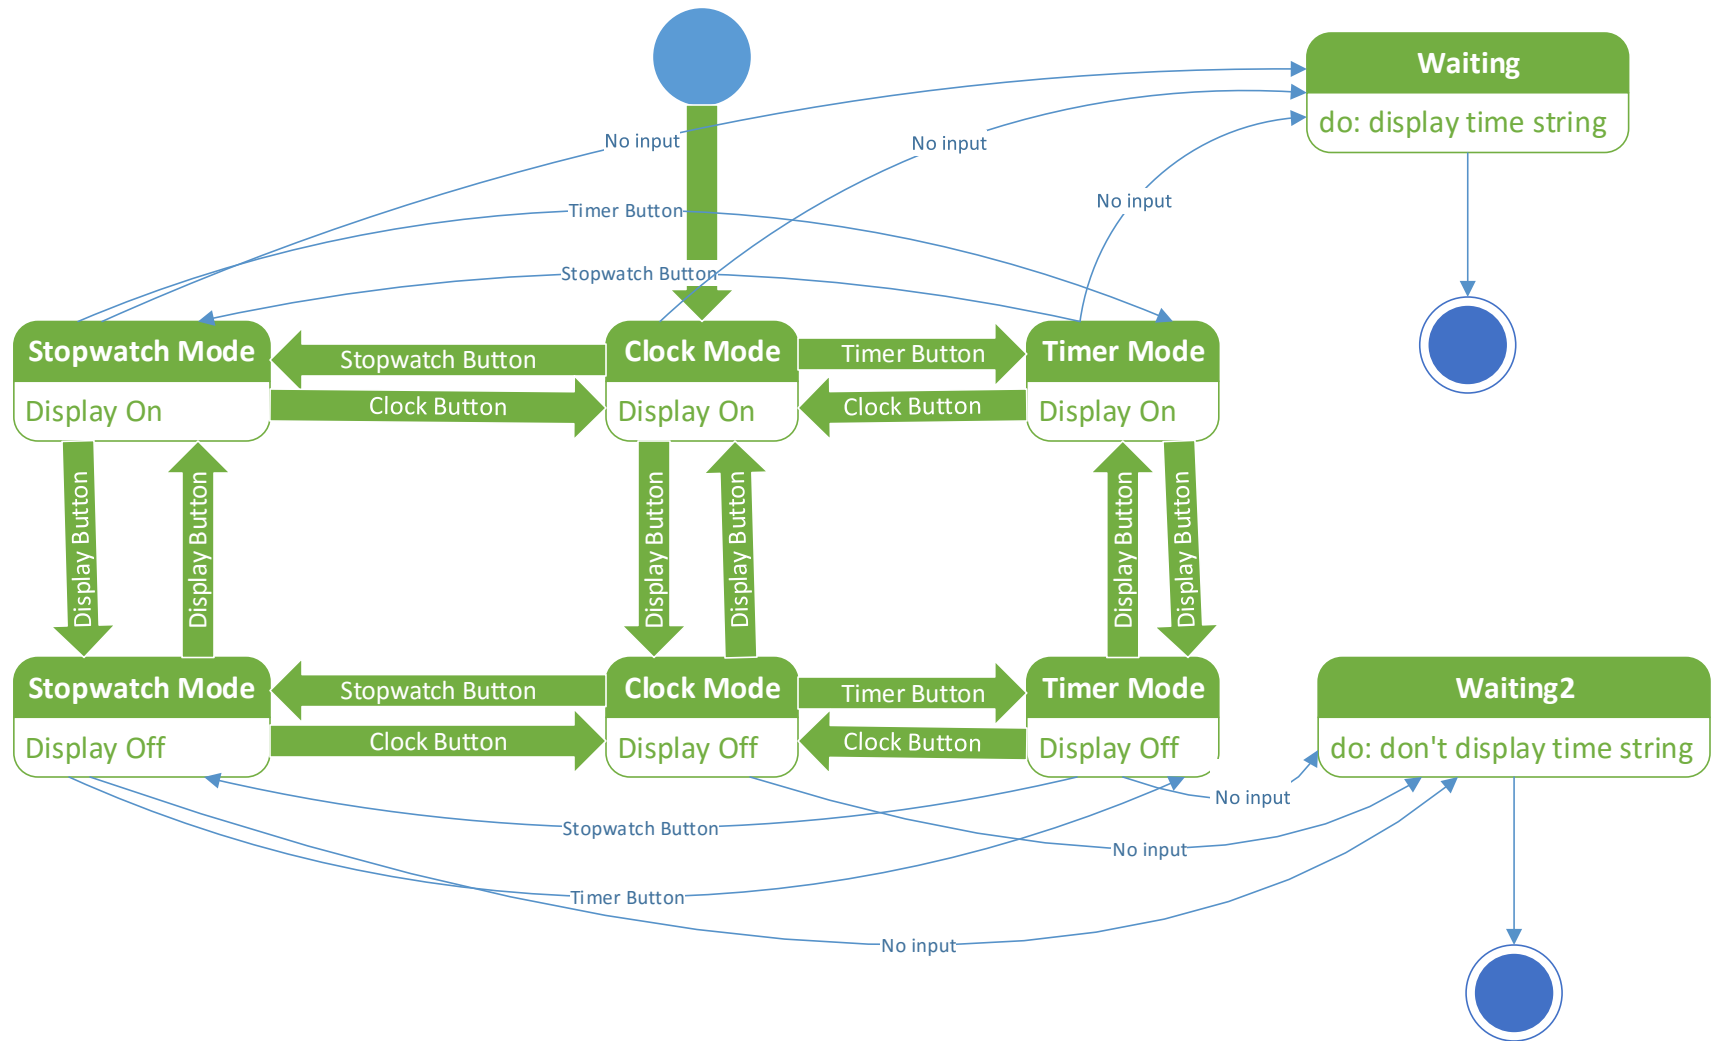 Waiting
do: display time string
No input
No input
No input
Timer Button
Stopwatch Button
Stopwatch Mode
Display On
Stopwatch Button
Clock Button
Clock Mode
Display On
Timer Button
Clock Button
Timer Mode
Display On
Display Button
Display Button
Display Button
Display Button
Display Button
Display Button
Stopwatch Mode
Display Off
Stopwatch Button
Clock Button
Clock Mode
Display Off
Timer Button
Clock Button
Timer Mode
Display Off
Waiting2
do: don't display time string
No input
Stopwatch Button
No input
Timer Button
No input